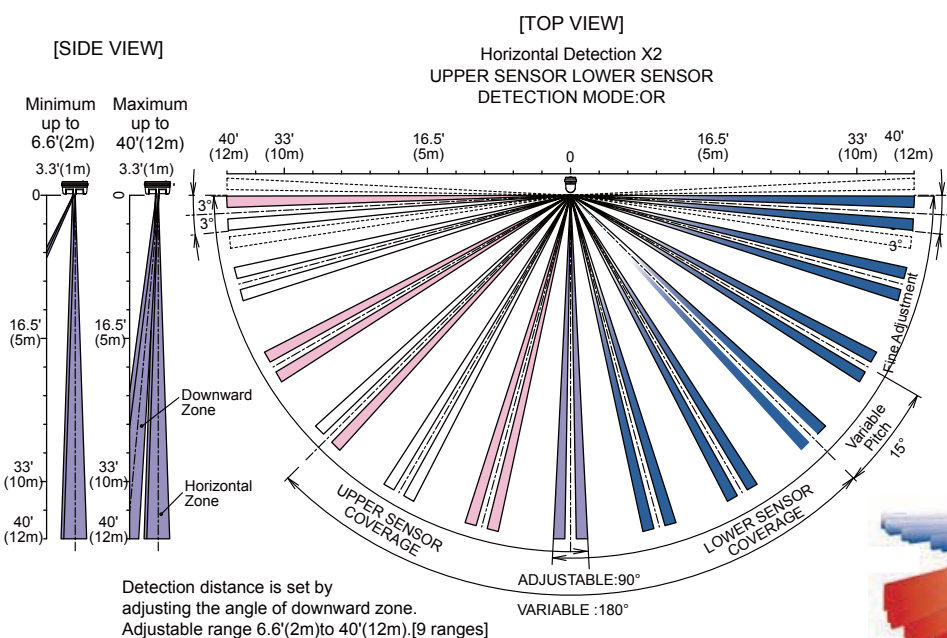 [SIDE VIEW]
Minimum
up to
6.6'(2m)
Maximum
up to
40'(12m)
3.3'(1m)
3.3'(1m)
0
0
16.5'
(5m)
16.5'
(5m)
Downward
Zone
33'
(10m)
33'
(10m)
Horizontal
Zone
40'
(12m)
40'
(12m)
Detection distance is set by
adjusting the angle of downward zone.
Adjustable range 6.6'(2m)to 40'(12m).[9 ranges]
[TOP VIEW]
Horizontal Detection X2
UPPER SENSOR LOWER SENSOR
DETECTION MODE:OR
40'
(12m)
33'
(10m)
16.5'
(5m)
0
16.5'
(5m)
33'
(10m)
40'
(12m)
3°
3°
3°
Fine Adjustment
Variable
Pitch
15°
UPPER SENSOR
COVERAGE
LOWER SENSOR
COVERAGE
ADJUSTABLE:90°
VARIABLE :180°